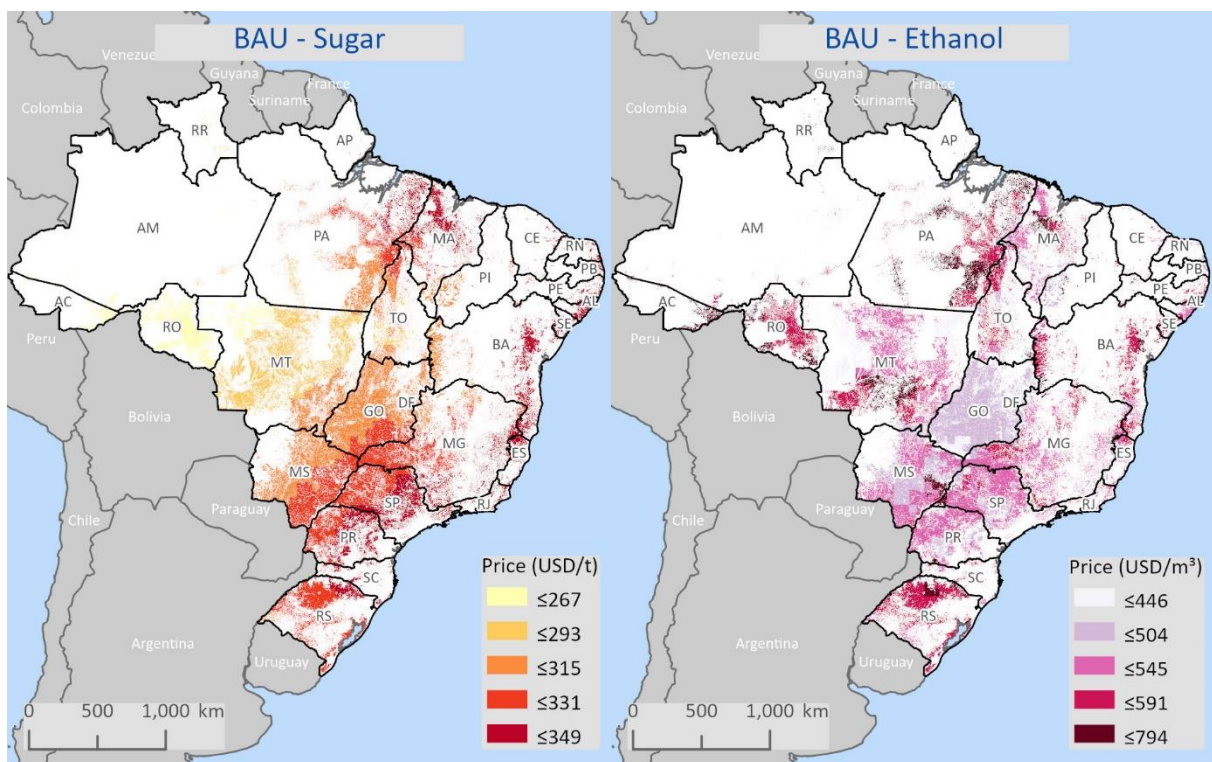 BAU - Sugar
Venezue
Guyana
Suriname
France
Colombia
RR
AP
AM
PA
MA
CE
RN
PB
PE
AL
SE
PI
AC
RO
TO
BA
MT
Peru
Bolivia
GO
DF
MG
ES
MS
SP
RJ
Paraguay
Chile
PR
SC
RS
Argentina
Uruguay
Price (USD/t)
≤267
≤293
≤315
≤331
≤349
0 500 1,000 km
BAU - Ethanol
Venezue
Guyana
Suriname
France
Colombia
RR
AP
AM
PA
MA
CE
RN
PB
PE
AL
SE
PI
AC
RO
TO
BA
MT
Peru
Bolivia
GO
DF
MG
ES
MS
SP
RJ
Paraguay
Chile
PR
SC
RS
Argentina
Uruguay
Price (USD/m³)
≤446
≤504
≤545
≤591
≤794
0 500 1,000 km